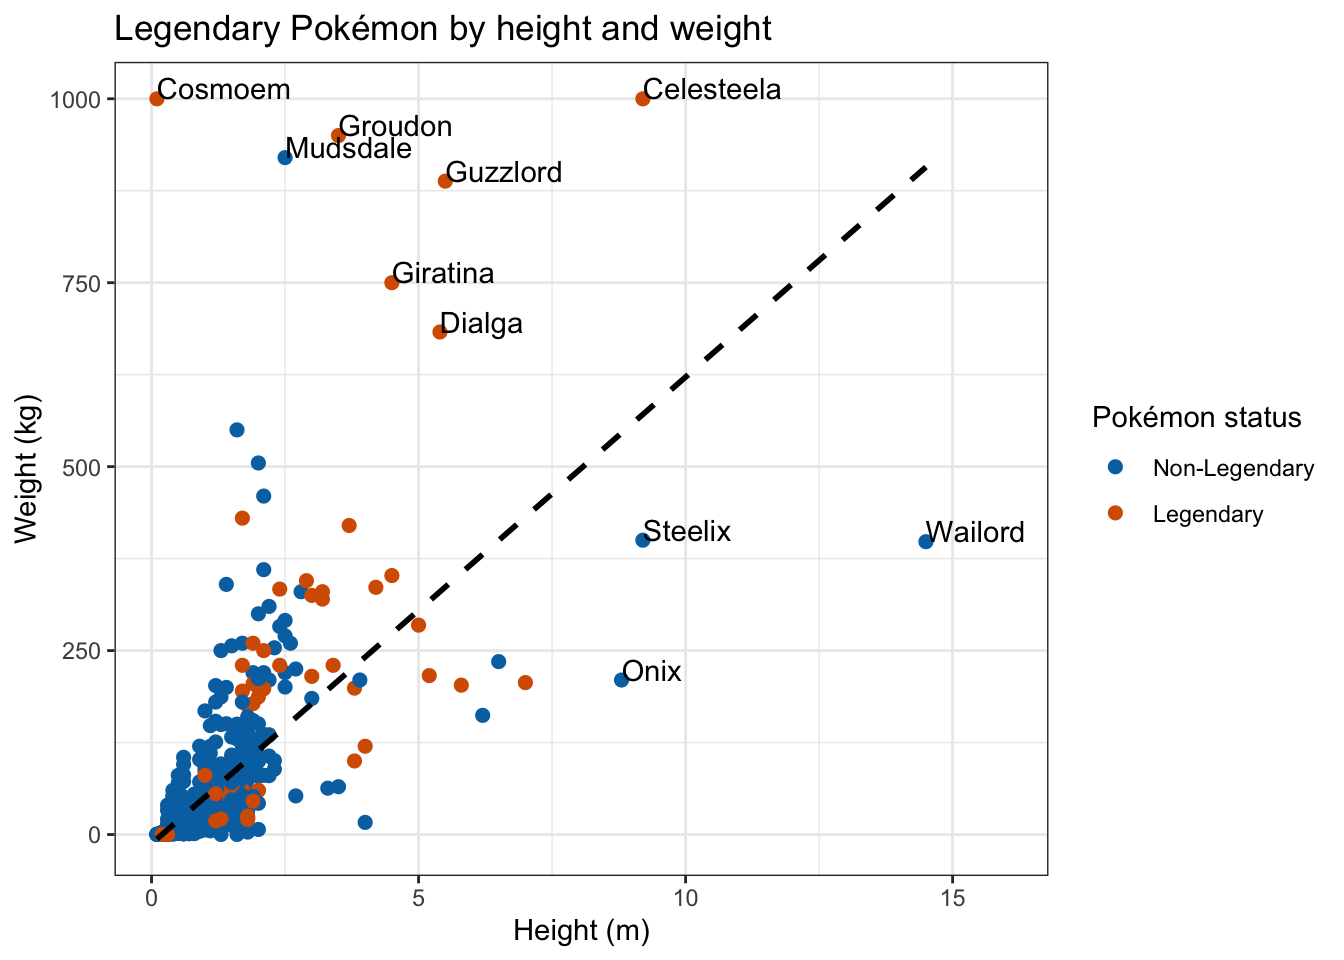 Legendary Pokémon by height and weight
1000
Cosmoem
Celesteela
Groudon
Mudsdale
Guzzlord
750
Giratina
Dialga
Weight (kg)
500
Steelix
Wailord
250
Onix
0
0
5
10
15
Height (m)
Pokémon status
Non-Legendary
Legendary